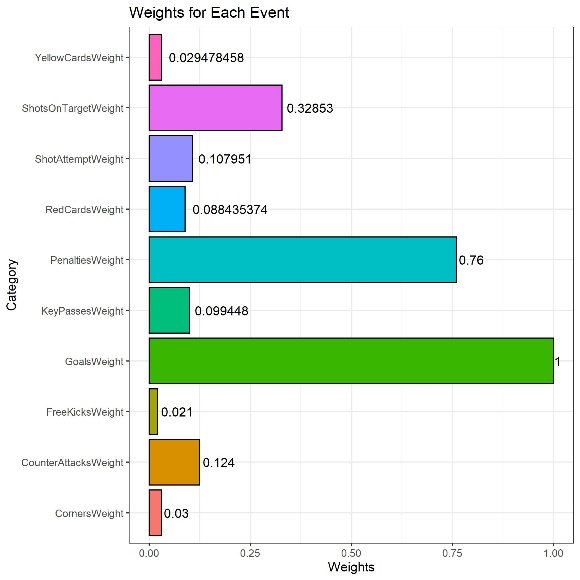 Weights for Each Event
Category
YellowCardsWeight 0.029478458
ShotsOnTargetWeight 0.32853
ShotAttemptWeight 0.107951
RedCardsWeight 0.088435374
PenaltiesWeight 0.76
KeyPassesWeight 0.099448
GoalsWeight 1
FreeKicksWeight 0.021
CounterAttacksWeight 0.124
CornersWeight 0.03
0.00 0.25 0.50 0.75 1.00
Weights